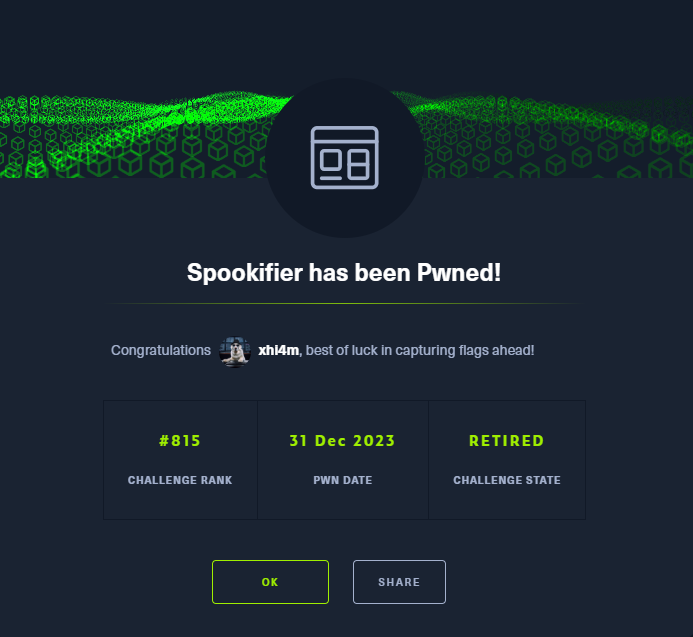 Spookifier has been Pwned!
Congratulations xhl4m, best of luck in capturing flags ahead!
#815 31 Dec 2023 RETIRED
CHALLENGE RANK PWN DATE CHALLENGE STATE
OK SHARE